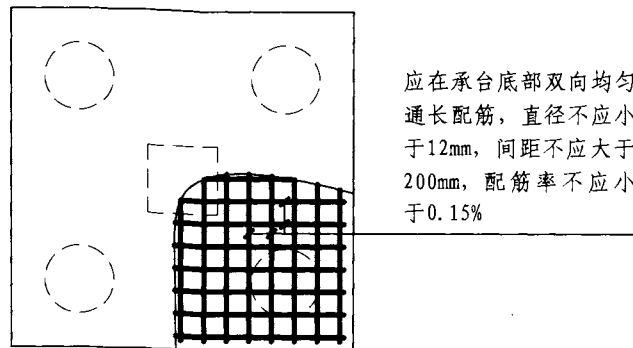 应在承台底部双向均匀
通长配筋，直径不应小
于12mm，间距不应大于
200mm，配筋率不应小
于0.15%